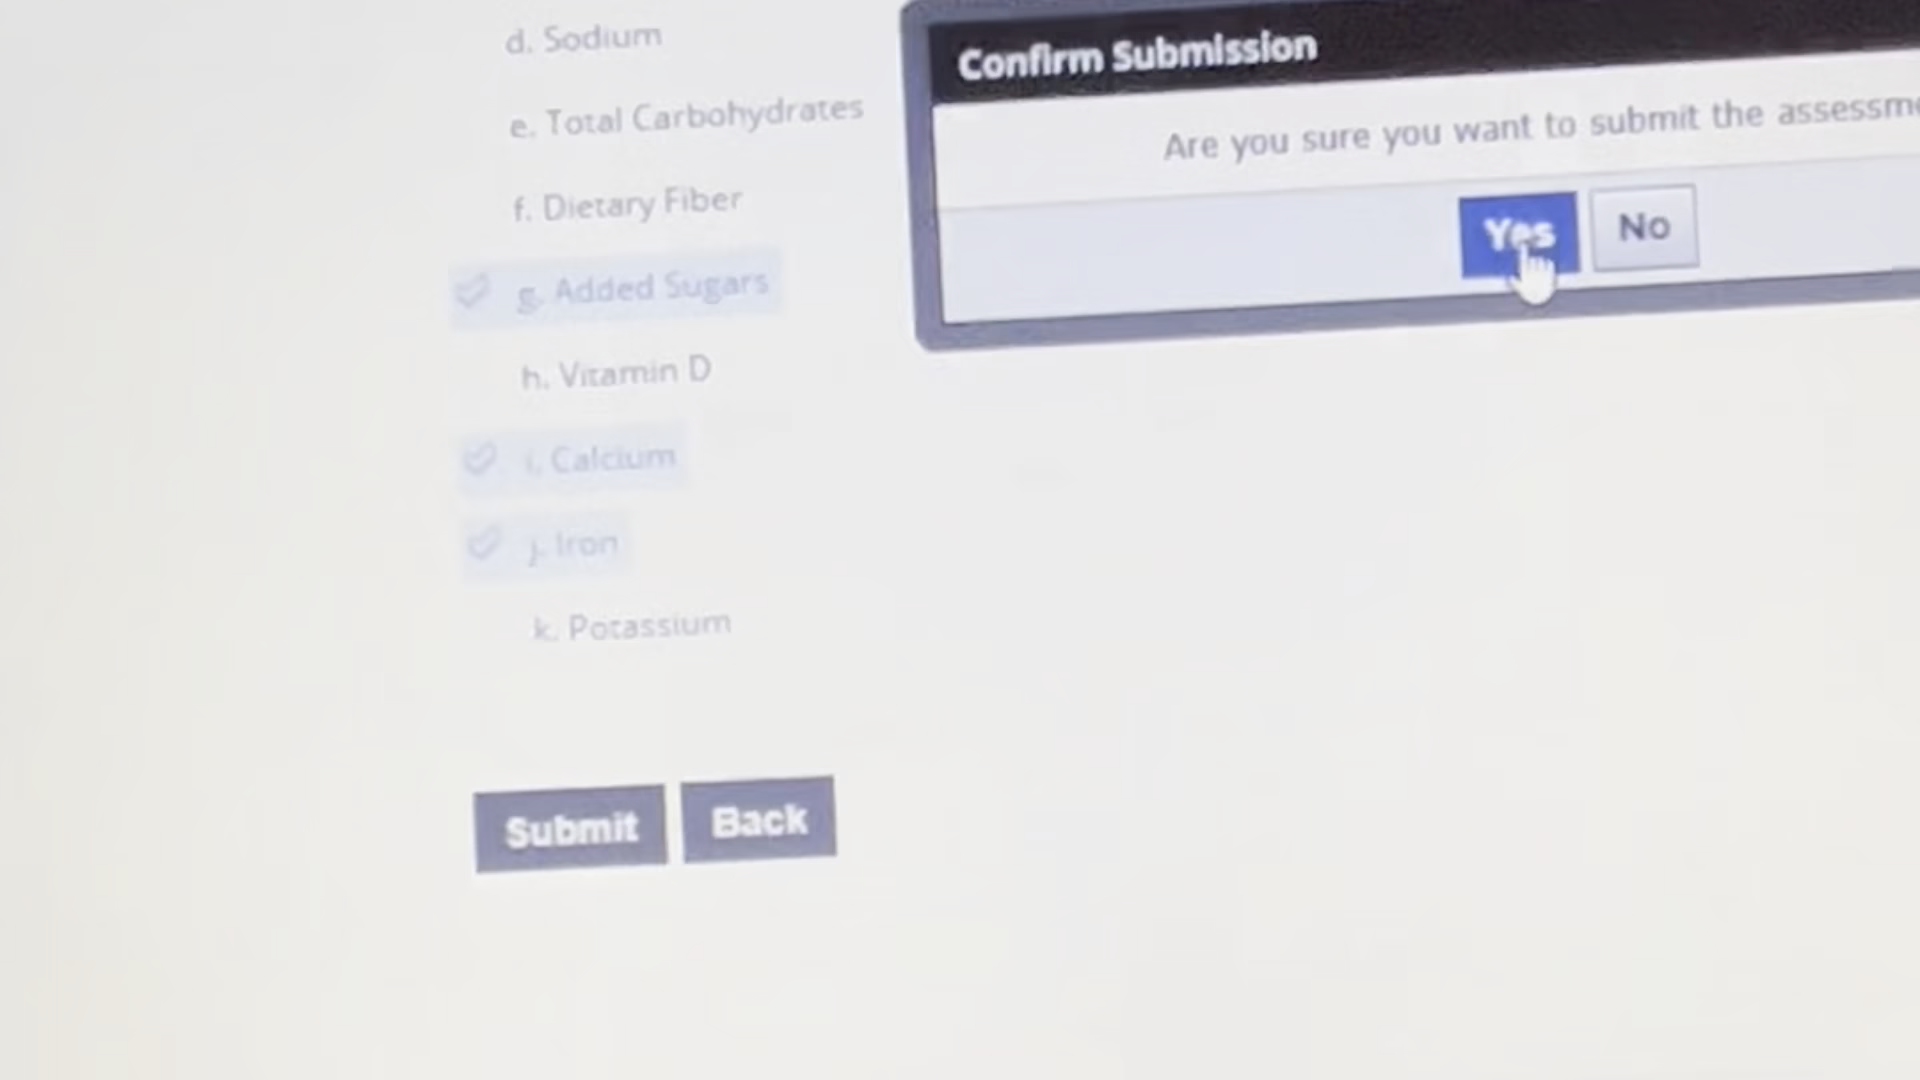 d. Sodium
e. Total Carbohydrates
f. Dietary Fiber
g. Added Sugars
h. Vitamin D
i. Calcium
j. Iron
k. Potassium
Submit Back
Confirm Submission
Are you sure you want to submit the assessme
Yes No